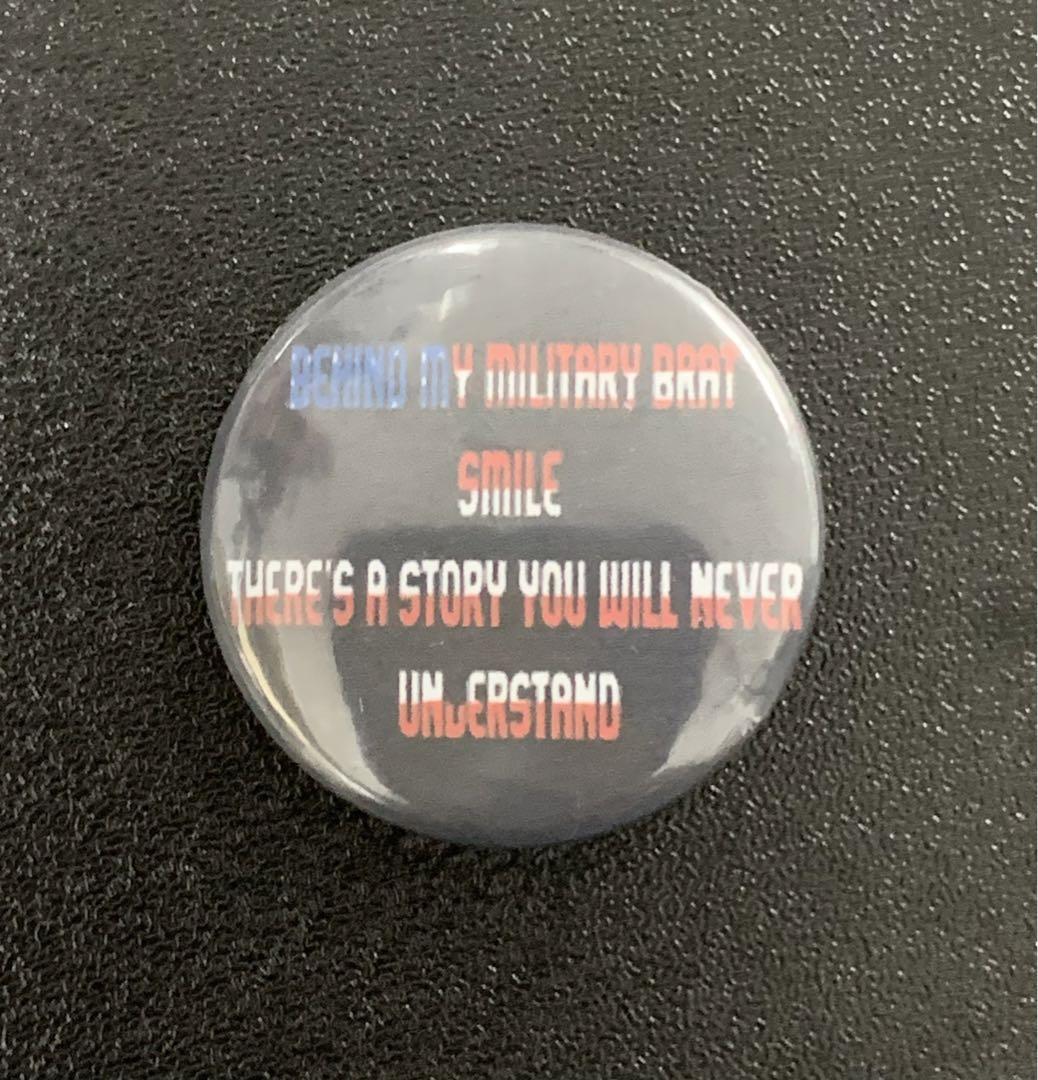 BEHIND MY MILITARY BRAT
SMILE
THERE'S A STORY YOU WILL NEVER
UNDERSTAND